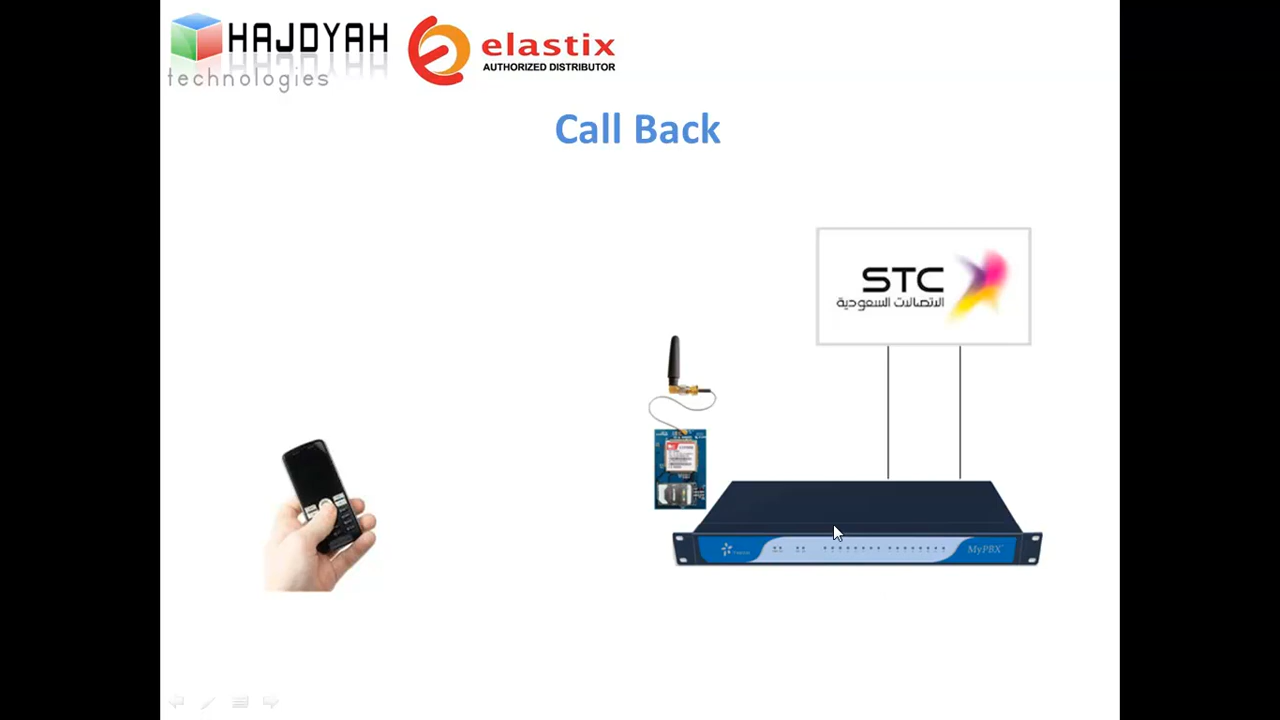 HAJDYAH
technologies
elastix
AUTHORIZED DISTRIBUTOR
Call Back
STC
الاتصالات السعودية
MyPBX